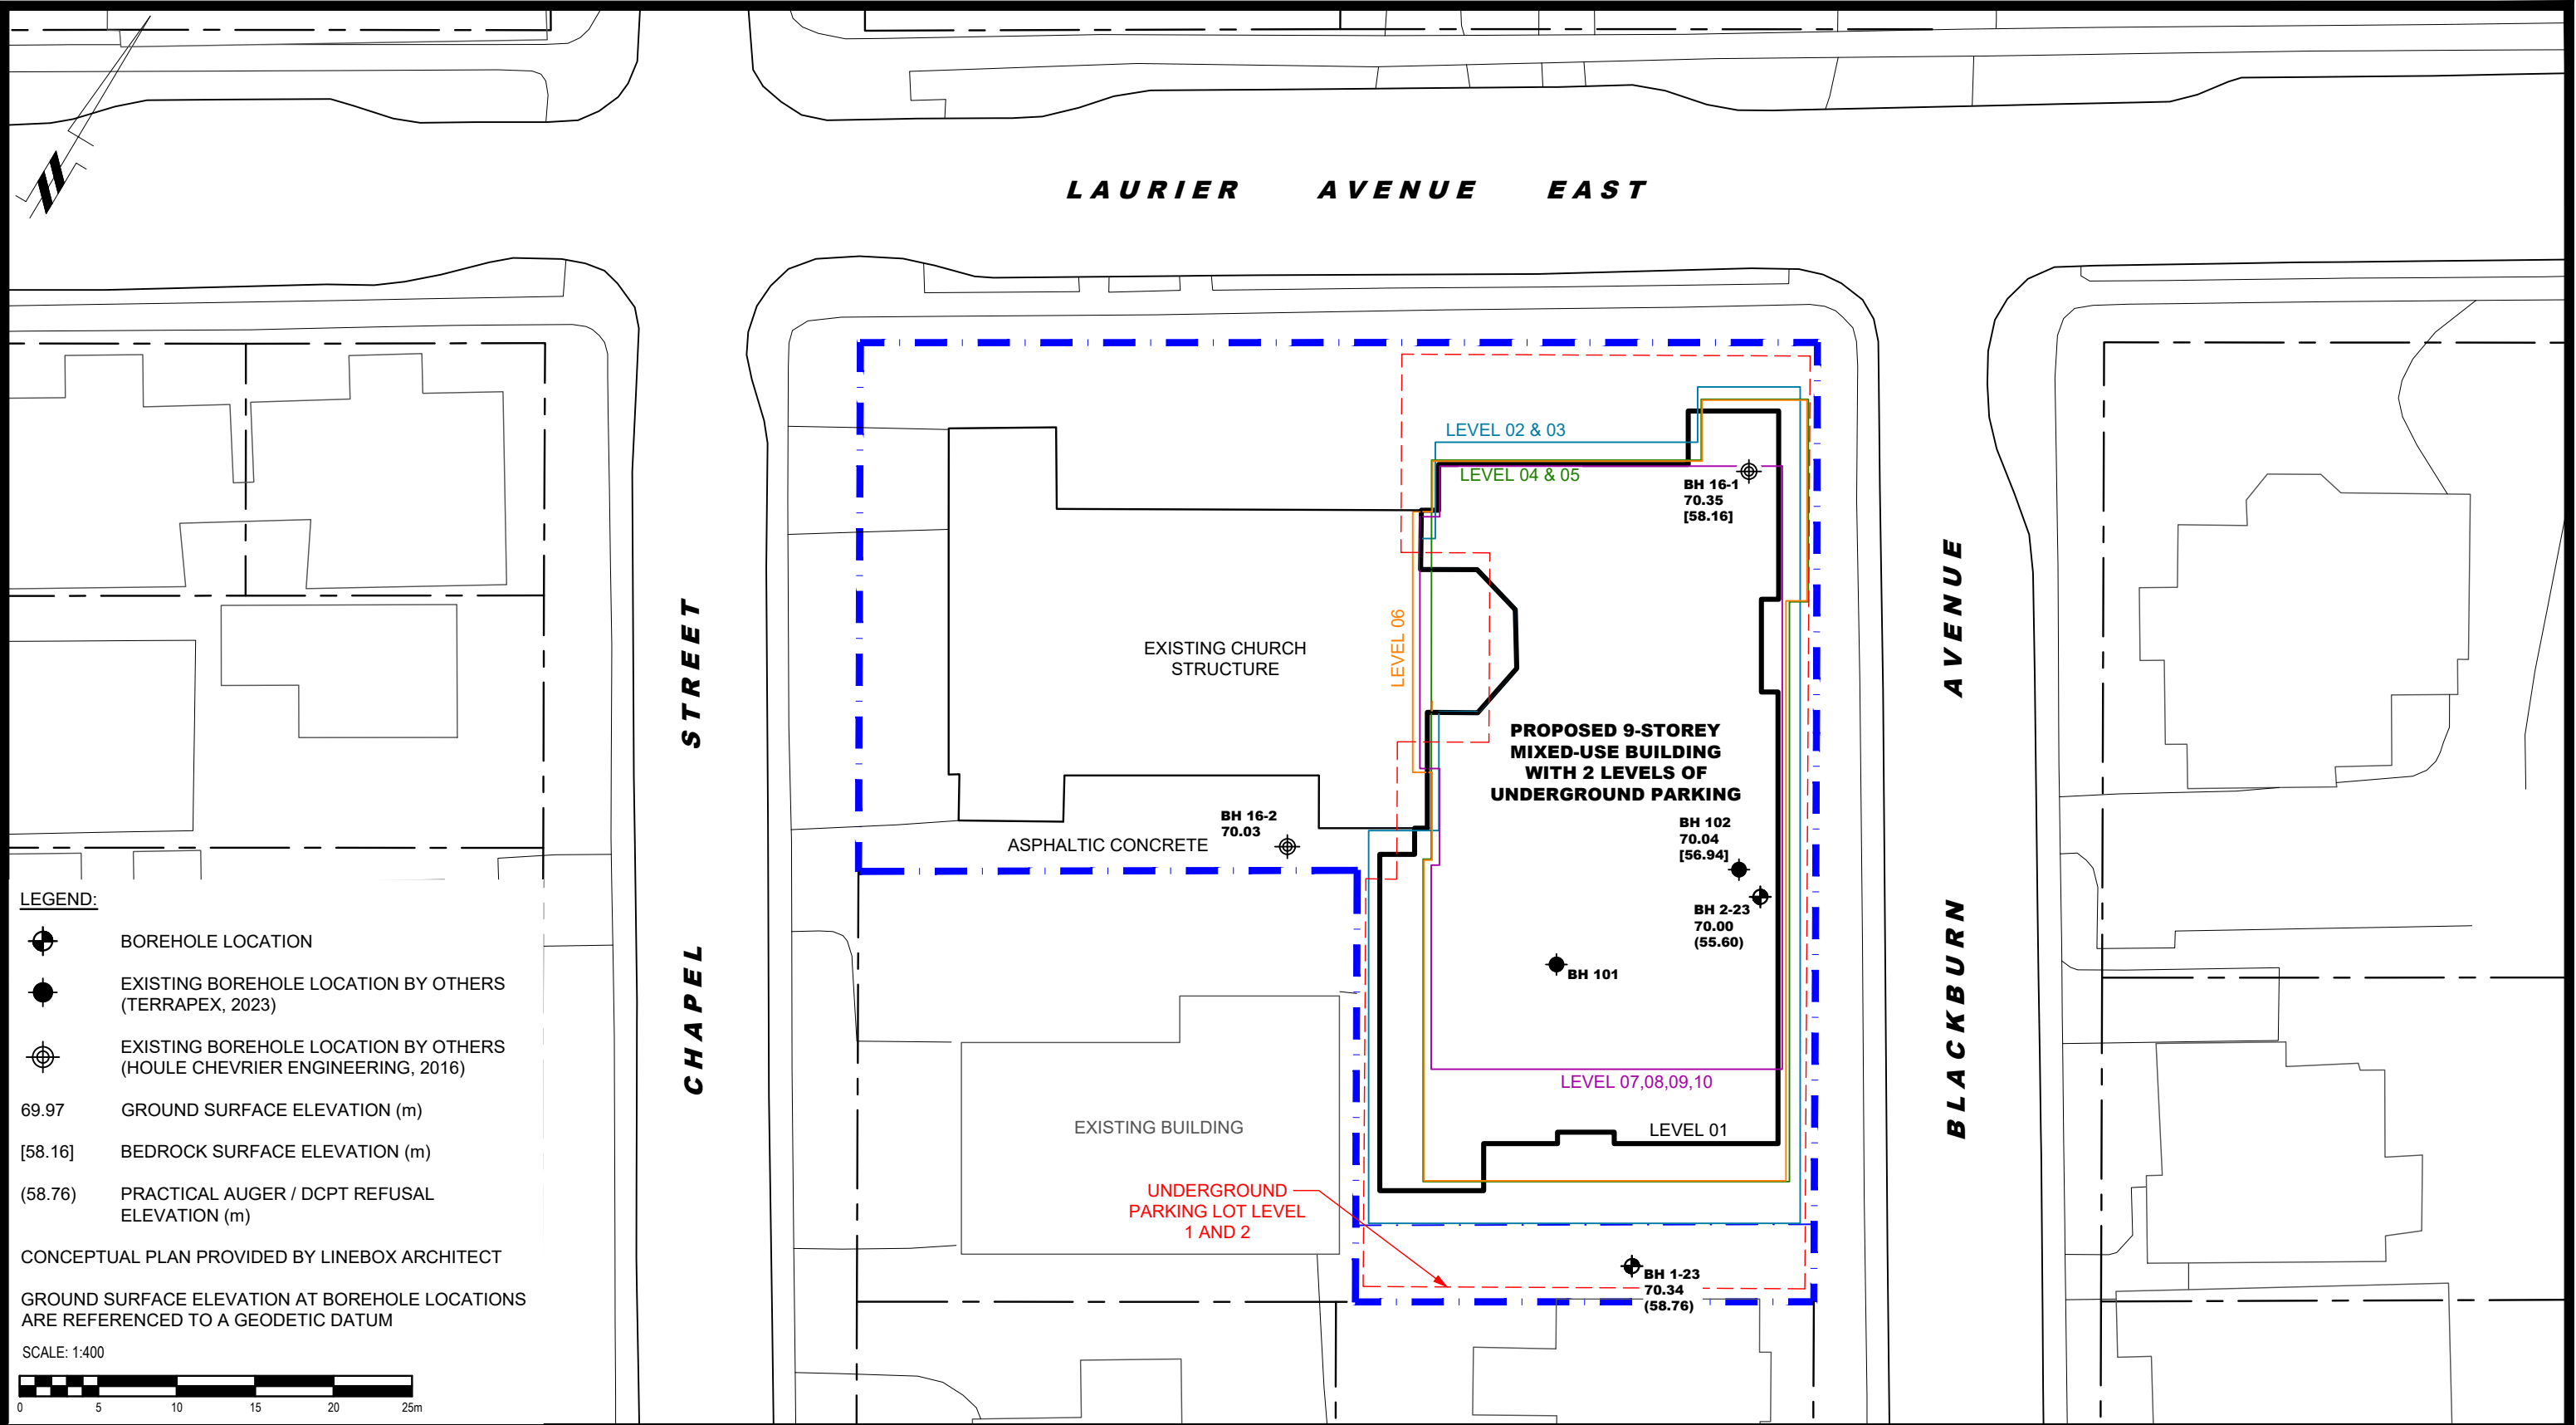 LAURIER AVENUE EAST
CHAPEL STREET
BLACKBURN AVENUE
LEVEL 02 & 03
LEVEL 04 & 05
BH 16-1
70.35
[58.16]
LEVEL 06
EXISTING CHURCH
STRUCTURE
PROPOSED 9-STOREY
MIXED-USE BUILDING
WITH 2 LEVELS OF
UNDERGROUND PARKING
BH 16-2
70.03
ASPHALTIC CONCRETE
BH 102
70.04
[56.94]
BH 2-23
70.00
(55.60)
BH 101
LEVEL 07,08,09,10
LEVEL 01
EXISTING BUILDING
UNDERGROUND
PARKING LOT LEVEL
1 AND 2
BH 1-23
70.34
(58.76)
LEGEND:
BOREHOLE LOCATION
EXISTING BOREHOLE LOCATION BY OTHERS
(TERRAPEX, 2023)
EXISTING BOREHOLE LOCATION BY OTHERS
(HOULE CHEVRIER ENGINEERING, 2016)
69.97 GROUND SURFACE ELEVATION (m)
[58.16] BEDROCK SURFACE ELEVATION (m)
(58.76) PRACTICAL AUGER / DCPT REFUSAL
ELEVATION (m)
CONCEPTUAL PLAN PROVIDED BY LINEBOX ARCHITECT
GROUND SURFACE ELEVATION AT BOREHOLE LOCATIONS
ARE REFERENCED TO A GEODETIC DATUM
SCALE: 1:400
0 5 10 15 20 25m
N